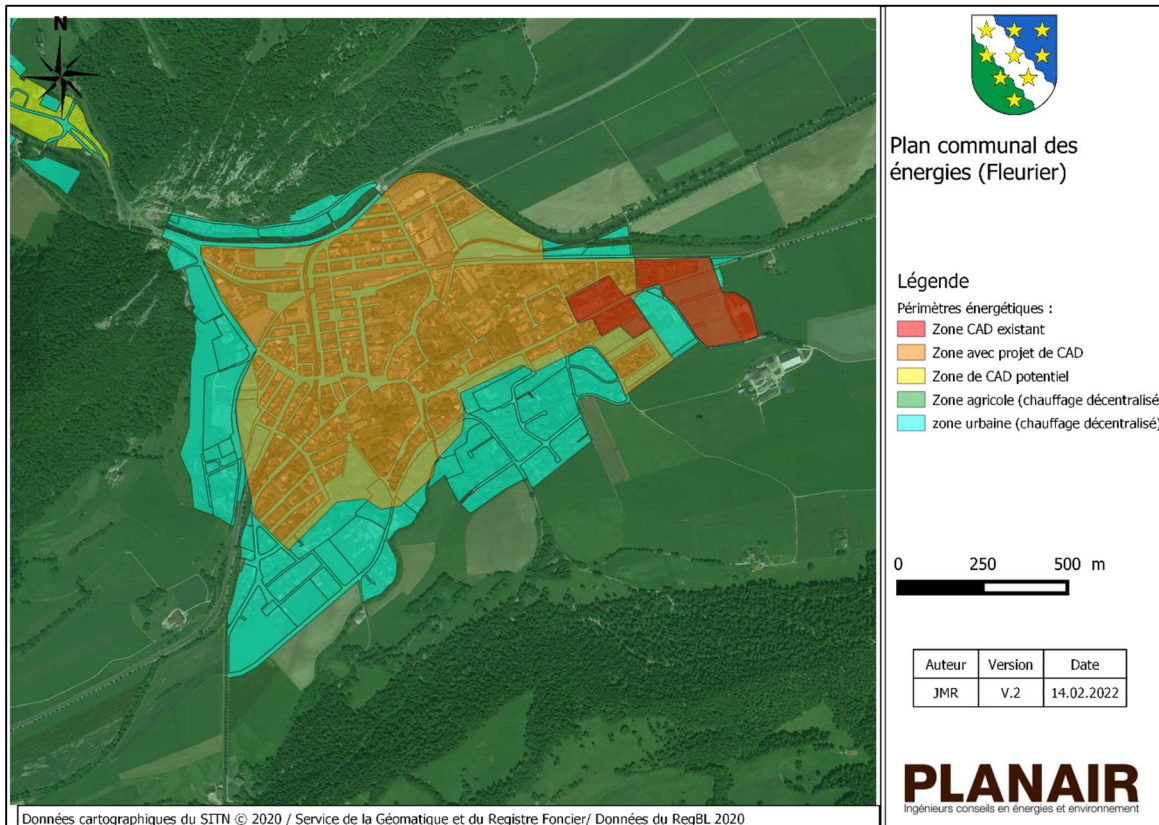 N
Plan communal des
énergies (Fleurier)
Légende
Périmètres énergétiques :
Zone CAD existant
Zone avec projet de CAD
Zone de CAD potentiel
Zone agricole (chauffage décentralisé
zone urbaine (chauffage décentralisé)
0 250 500 m
Auteur Version Date
JMR V.2 14.02.2022
PLANAIR
Ingénieurs conseils en énergies et environnement
Données cartographiques du SITN © 2020 / Service de la Géomatique et du Registre Foncier/ Données du RegBL 2020